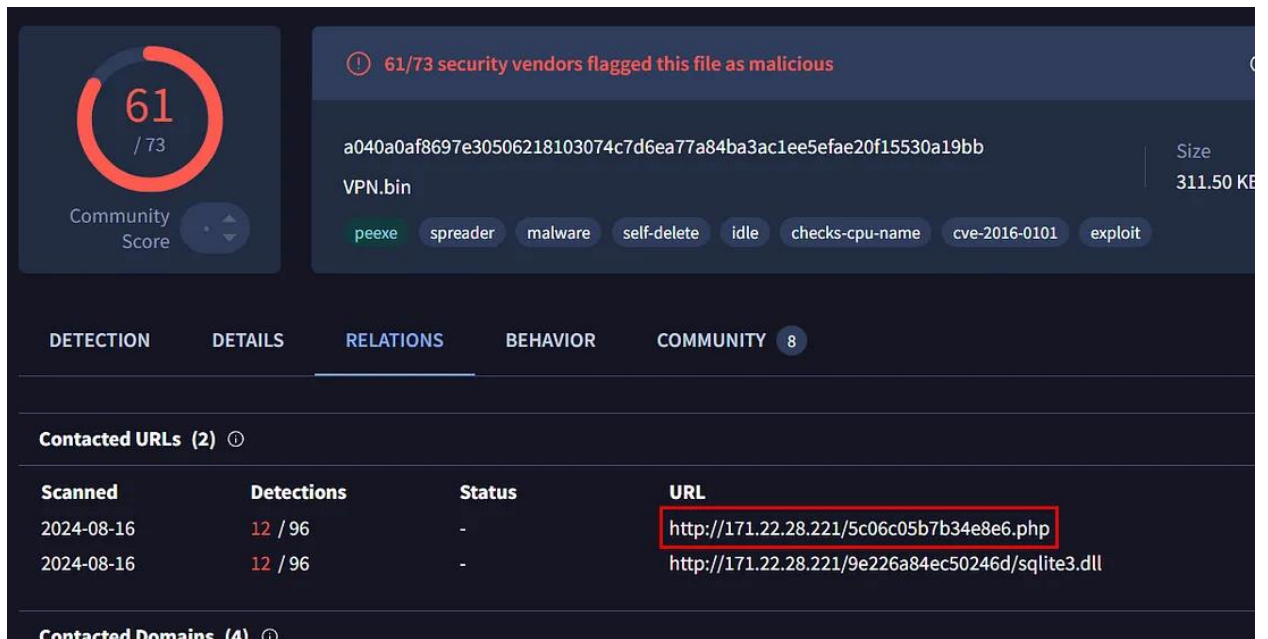 61/73 security vendors flagged this file as malicious
61
/ 73
Community
Score
a040a0af8697e30506218103074c7d6ea77a84ba3ac1ee5efae20f15530a19bb
VPN.bin
Size
311.50 KB
peexe spreader malware self-delete idle checks-cpu-name cve-2016-0101 exploit
DETECTION DETAILS RELATIONS BEHAVIOR COMMUNITY 8
Contacted URLs (2)
Scanned Detections Status URL
2024-08-16 12 / 96 - http://171.22.28.221/5c06c05b7b34e8e6.php
2024-08-16 12 / 96 - http://171.22.28.221/9e226a84ec50246d/sqlite3.dll
Contacted Domains (4)